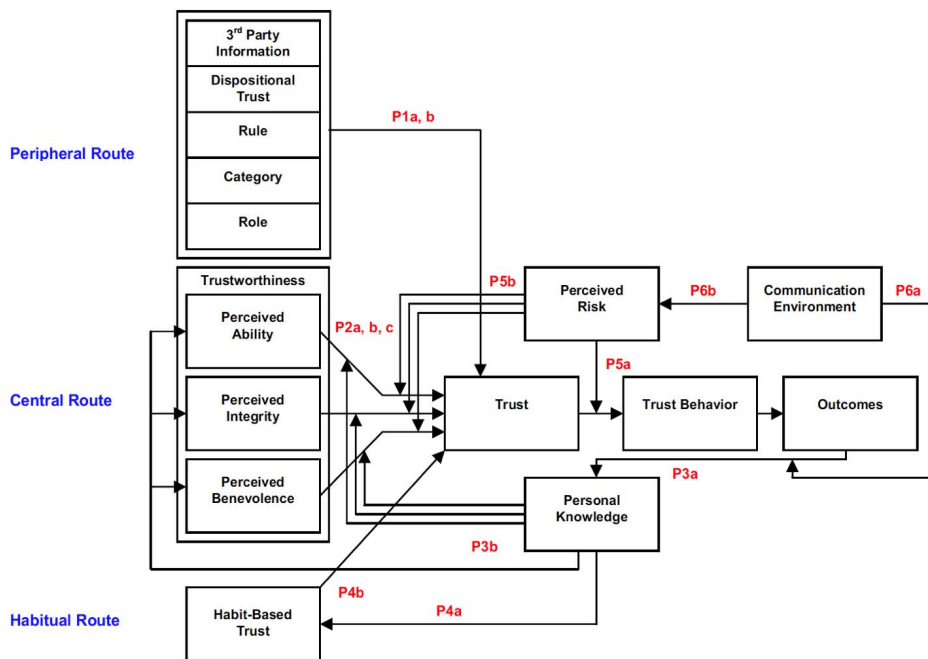 3rd Party
Information
Dispositional
Trust
Rule
Category
Role
Peripheral Route
P1a, b
Trustworthiness
Perceived
Ability
Perceived
Integrity
Perceived
Benevolence
Central Route
P2a, b, c
P5b
Perceived
Risk
P6b
Communication
Environment
P6a
P5a
Trust
Trust Behavior
Outcomes
P3a
Personal
Knowledge
P3b
P4b
P4a
Habitual Route
Habit-Based
Trust